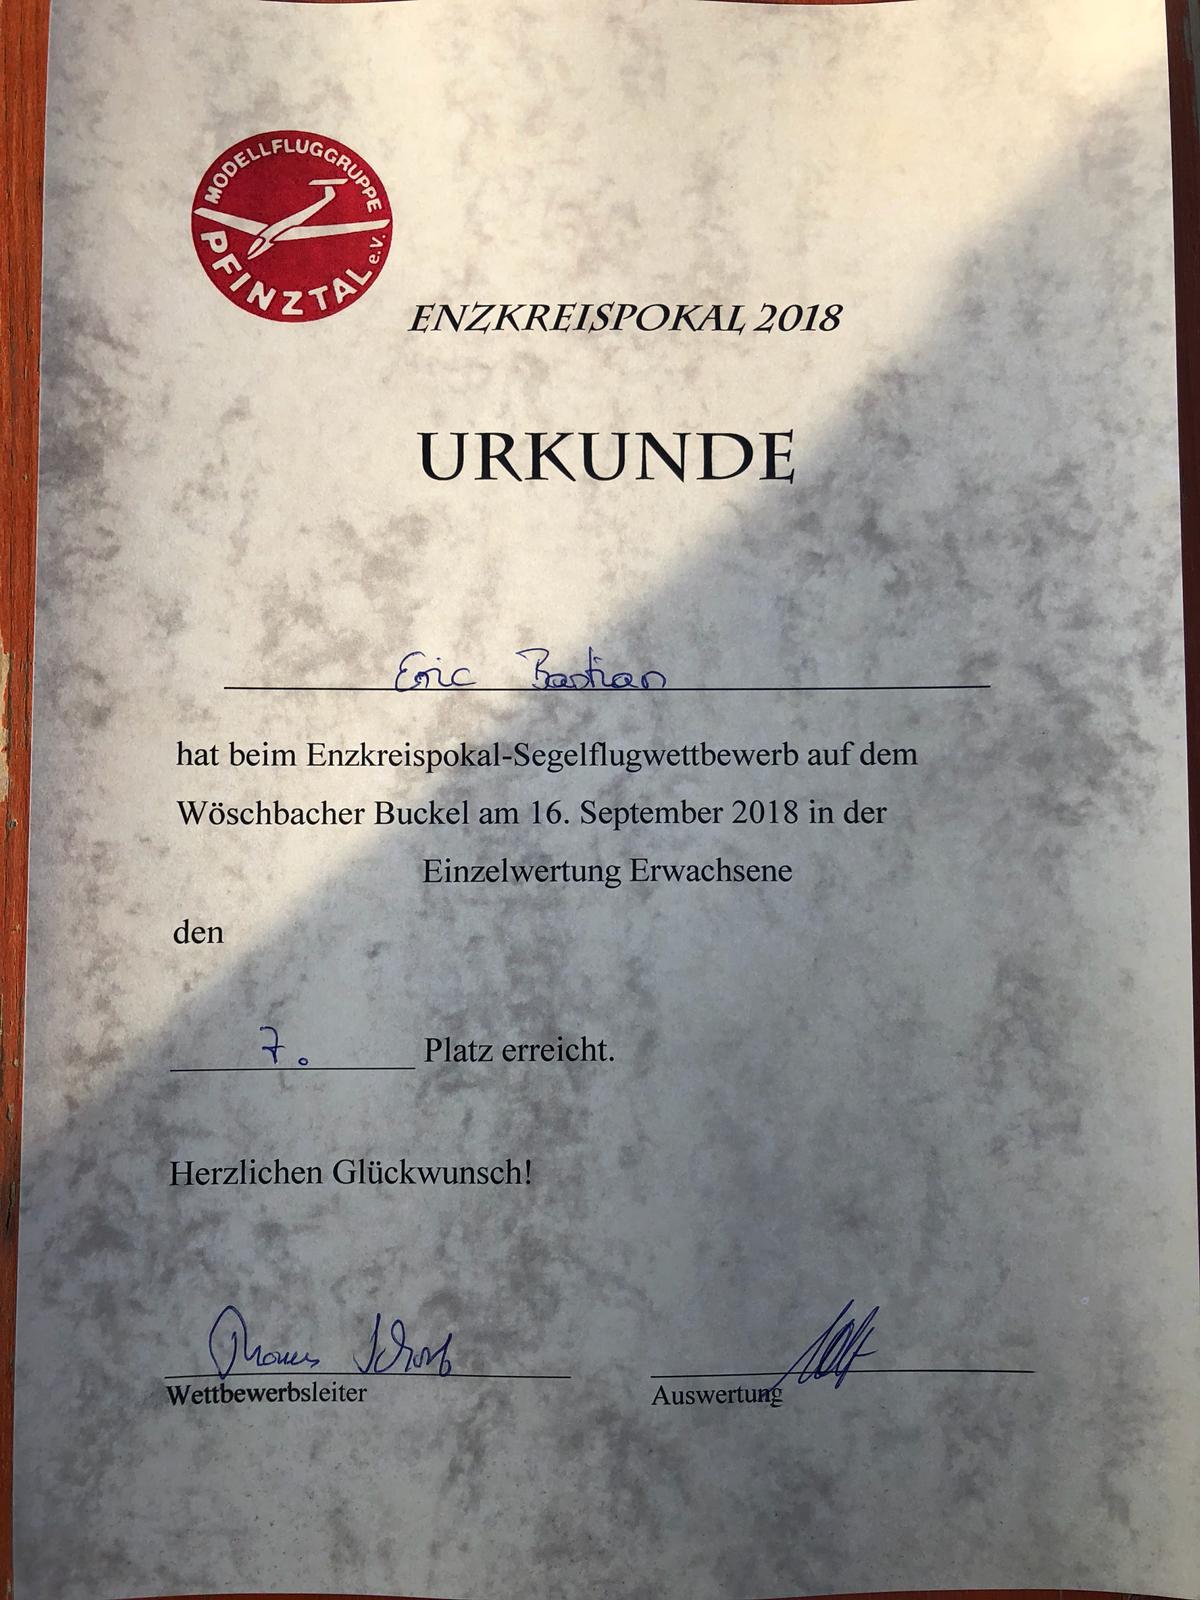 MODELLFLUGGRUPPE
PFINZTAL e.V.
ENZKREISPOKAL 2018
URKUNDE
Eric Bastian
hat beim Enzkreispokal-Segelflugwettbewerb auf dem
Wöschbacher Buckel am 16. September 2018 in der
Einzelwertung Erwachsene
den
7. Platz erreicht.
Herzlichen Glückwunsch!
Thomas
Wettbewerbsleiter Auswertung